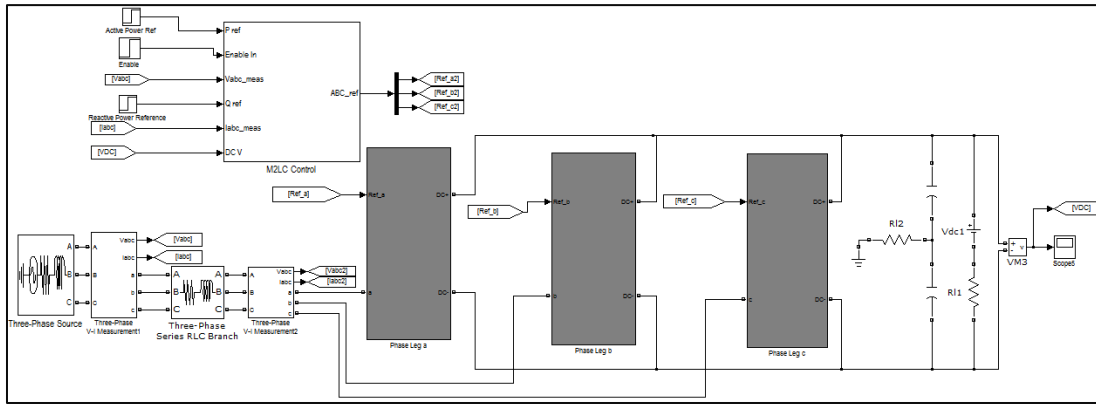 Active Power Ref
P ref
Enable
Enable In
[Vabc]
Vabc_meas
Reactive Power Reference
Q ref
[Iabc]
Iabc_meas
[VDC]
DC V
ABC_ref
M2LC Control
[Ref_a2]
[Ref_b2]
[Ref_c2]
[Ref_a]
Ref_a
DC+
DC-
a
Phase Leg a
[Ref_b]
Ref_b
DC+
DC-
b
Phase Leg b
[Ref_c]
Ref_c
DC+
DC-
c
Phase Leg c
Rl2
Vdc1
Rl1
+
-
v
VM3
[VDC]
Scope5
A
B
C
Three-Phase Source
A
B
C
Vabc
Iabc
a
b
c
Three-Phase
V-I Measurement1
[Vabc]
[Iabc]
A
B
C
A
B
C
Three-Phase
Series RLC Branch
A
B
C
Vabc
Iabc
a
b
c
Three-Phase
V-I Measurement2
[Vabc2]
[Iabc2]